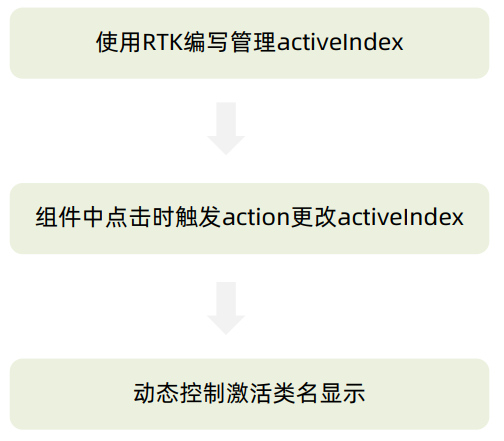 使用RTK编写管理activeIndex
组件中点击时触发action更改activeIndex
动态控制激活类名显示